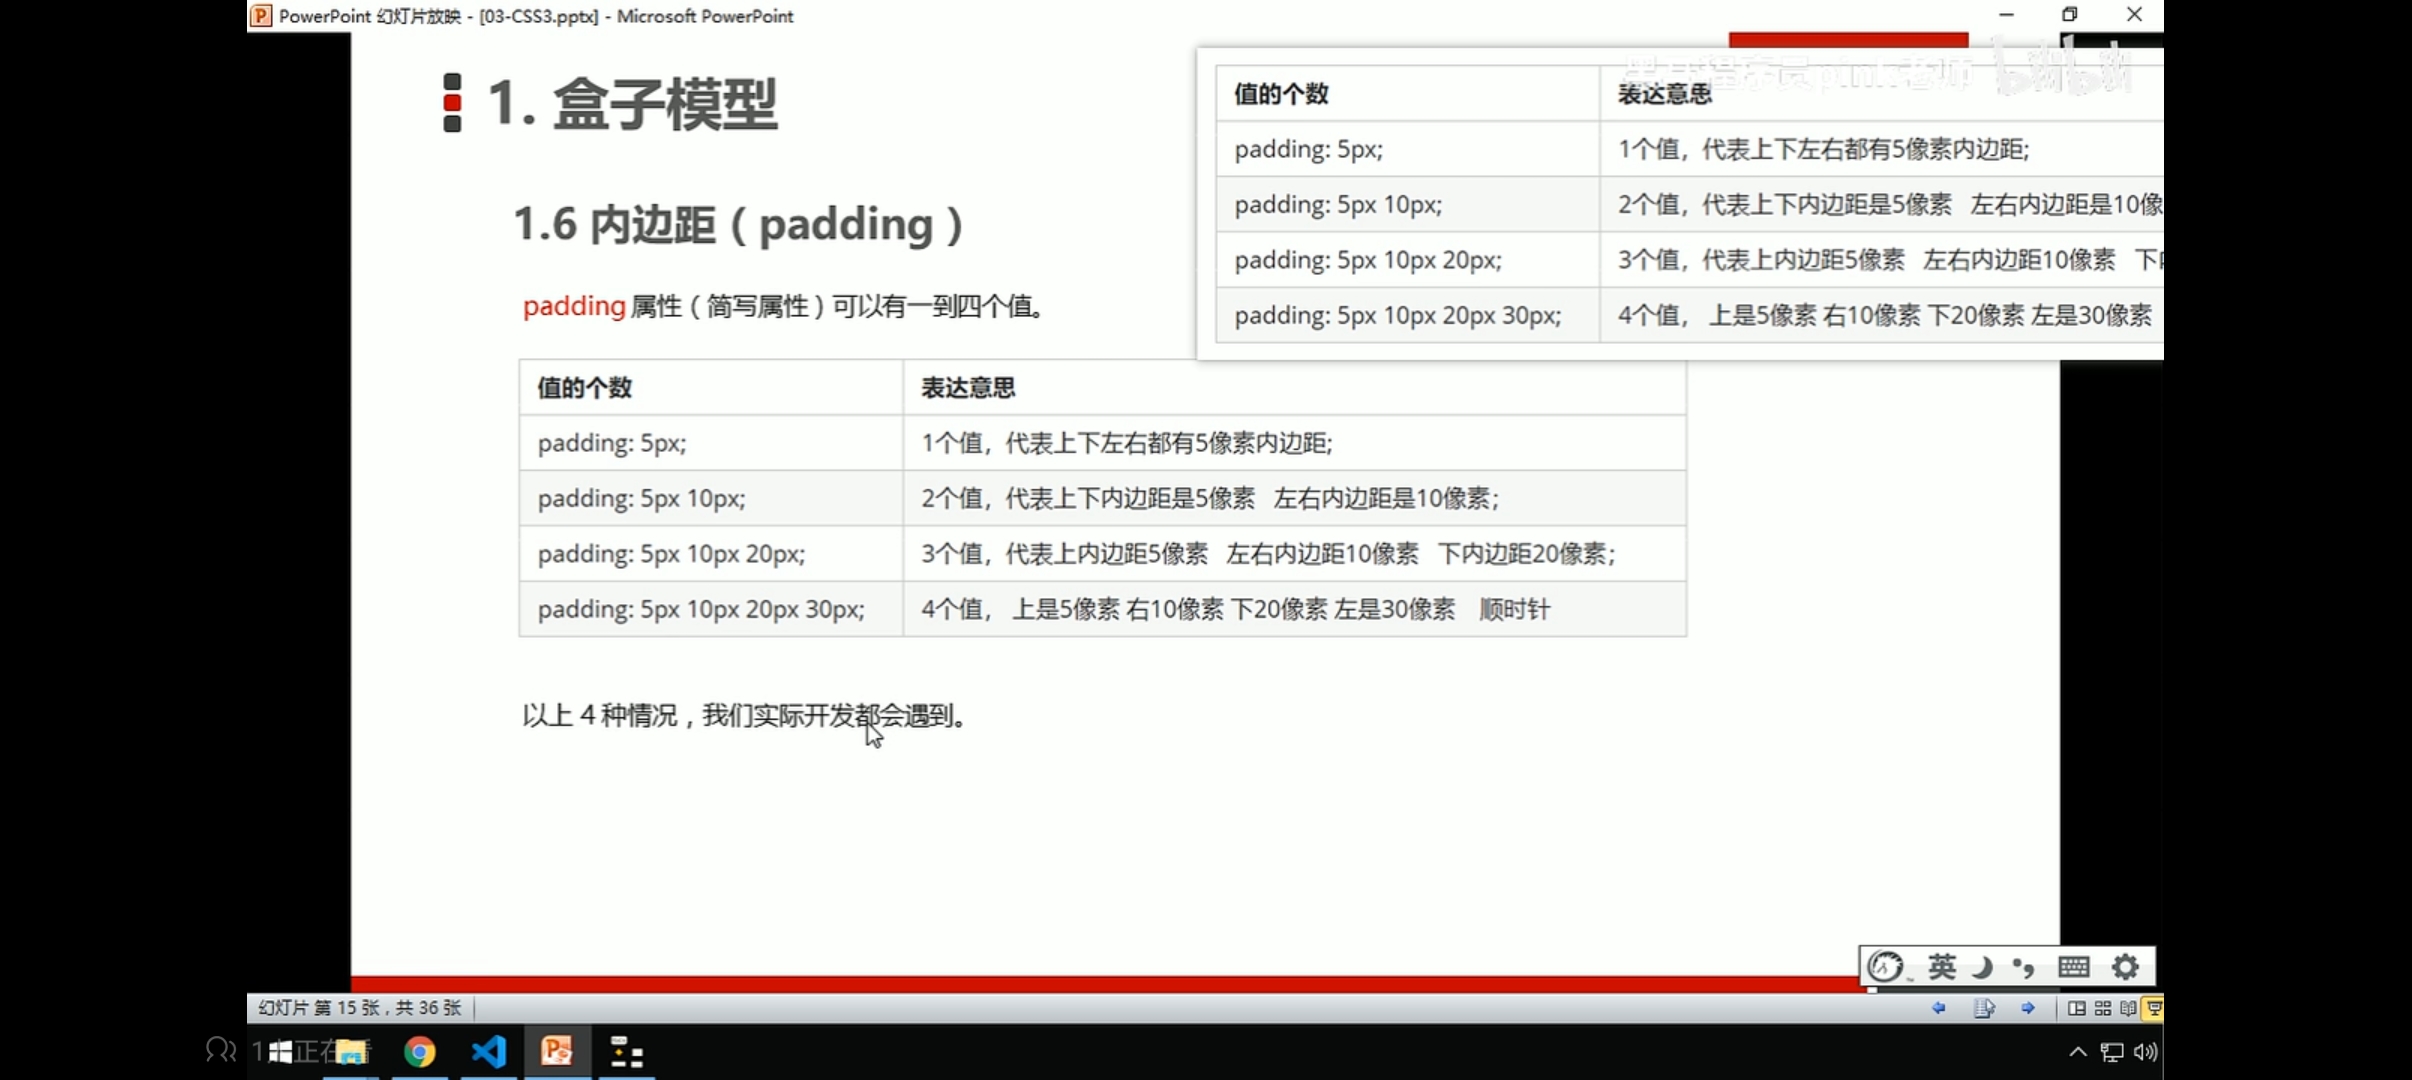 PowerPoint 幻灯片放映 - [03-CSS3.pptx] - Microsoft PowerPoint
1. 盒子模型
1.6 内边距（padding）
padding 属性（简写属性）可以有一到四个值。
值的个数 表达意思
padding: 5px; 1个值，代表上下左右都有5像素内边距;
padding: 5px 10px; 2个值，代表上下内边距是5像素 左右内边距是10像素；
padding: 5px 10px 20px; 3个值，代表上内边距5像素 左右内边距10像素 下内边距20像素；
padding: 5px 10px 20px 30px; 4个值， 上是5像素 右10像素 下20像素 左是30像素 顺时针
以上 4 种情况，我们实际开发都会遇到。
黑马程序员pink老师 bilibili
值的个数 表达意思
padding: 5px; 1个值，代表上下左右都有5像素内边距;
padding: 5px 10px; 2个值，代表上下内边距是5像素 左右内边距是10像
padding: 5px 10px 20px; 3个值，代表上内边距5像素 左右内边距10像素 下
padding: 5px 10px 20px 30px; 4个值， 上是5像素 右10像素 下20像素 左是30像素
英
幻灯片 第 15 张，共 36 张
正在看